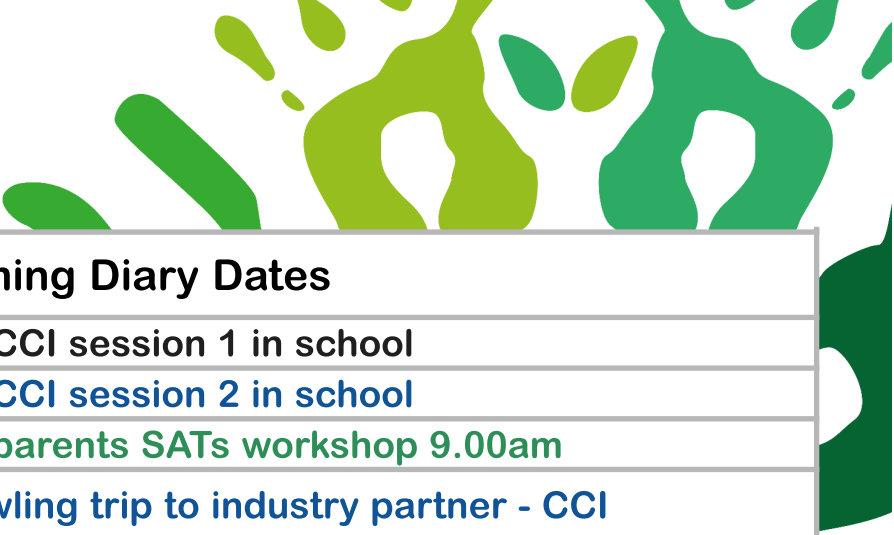 ning Diary Dates
CCI session 1 in school
CCI session 2 in school
parents SATs workshop 9.00am
wling trip to industry partner - CCI